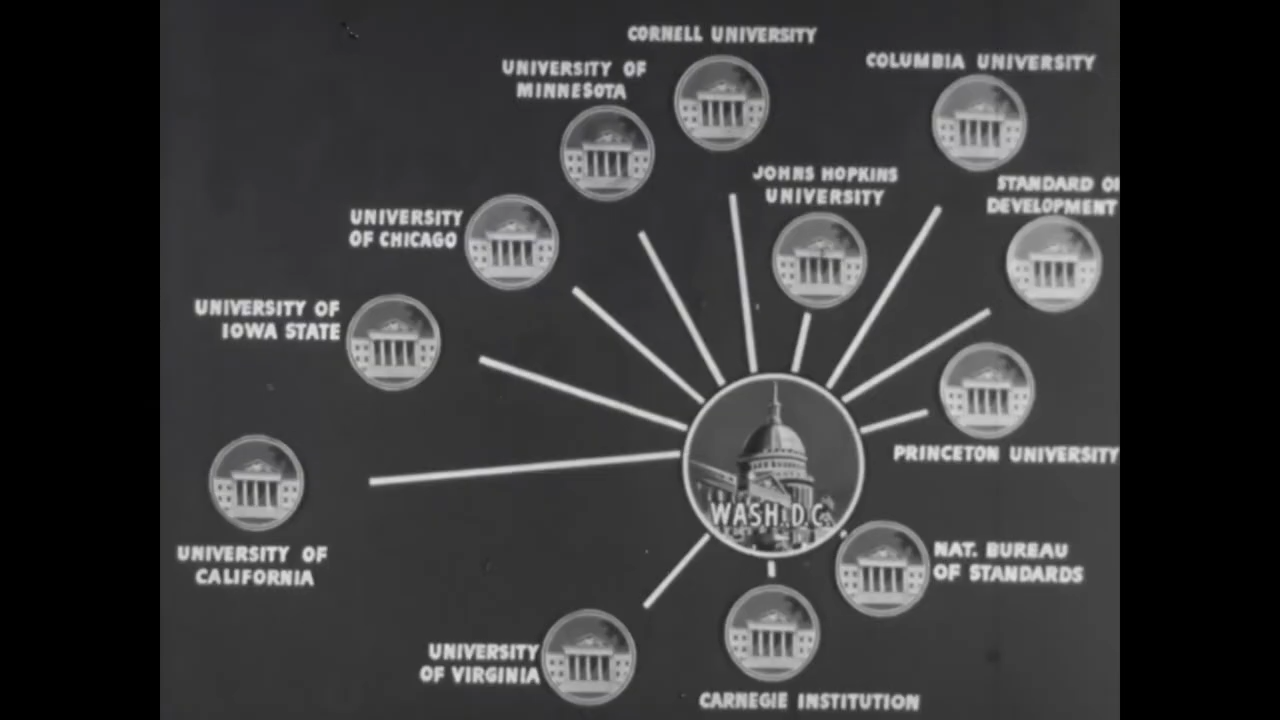 CORNELL UNIVERSITY
COLUMBIA UNIVERSITY
UNIVERSITY OF
MINNESOTA
JOHNS HOPKINS
UNIVERSITY
STANDARD
DEVELOPMENT
UNIVERSITY
OF CHICAGO
UNIVERSITY OF
IOWA STATE
PRINCETON UNIVERSITY
WASH. D.C.
NAT. BUREAU
OF STANDARDS
UNIVERSITY OF
CALIFORNIA
UNIVERSITY
OF VIRGINIA
CARNEGIE INSTITUTION